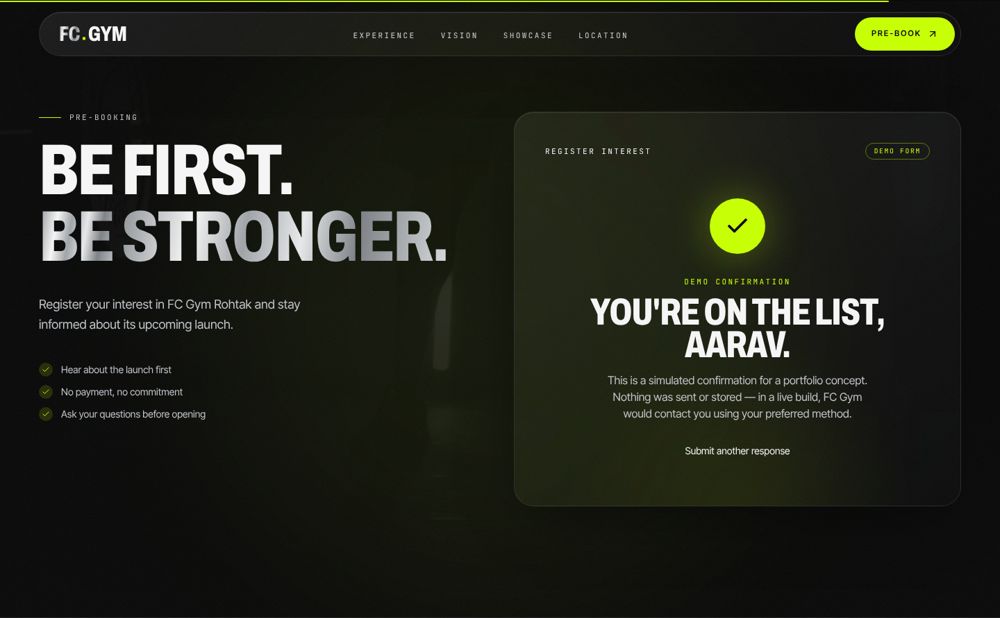 FC.GYM
EXPERIENCE
VISION
SHOWCASE
LOCATION
PRE-BOOK
PRE-BOOKING
BE FIRST.
BE STRONGER.
Register your interest in FC Gym Rohtak and stay
informed about its upcoming launch.
Hear about the launch first
No payment, no commitment
Ask your questions before opening
REGISTER INTEREST
DEMO FORM
DEMO CONFIRMATION
YOU'RE ON THE LIST,
AARAV.
This is a simulated confirmation for a portfolio concept.
Nothing was sent or stored — in a live build, FC Gym
would contact you using your preferred method.
Submit another response